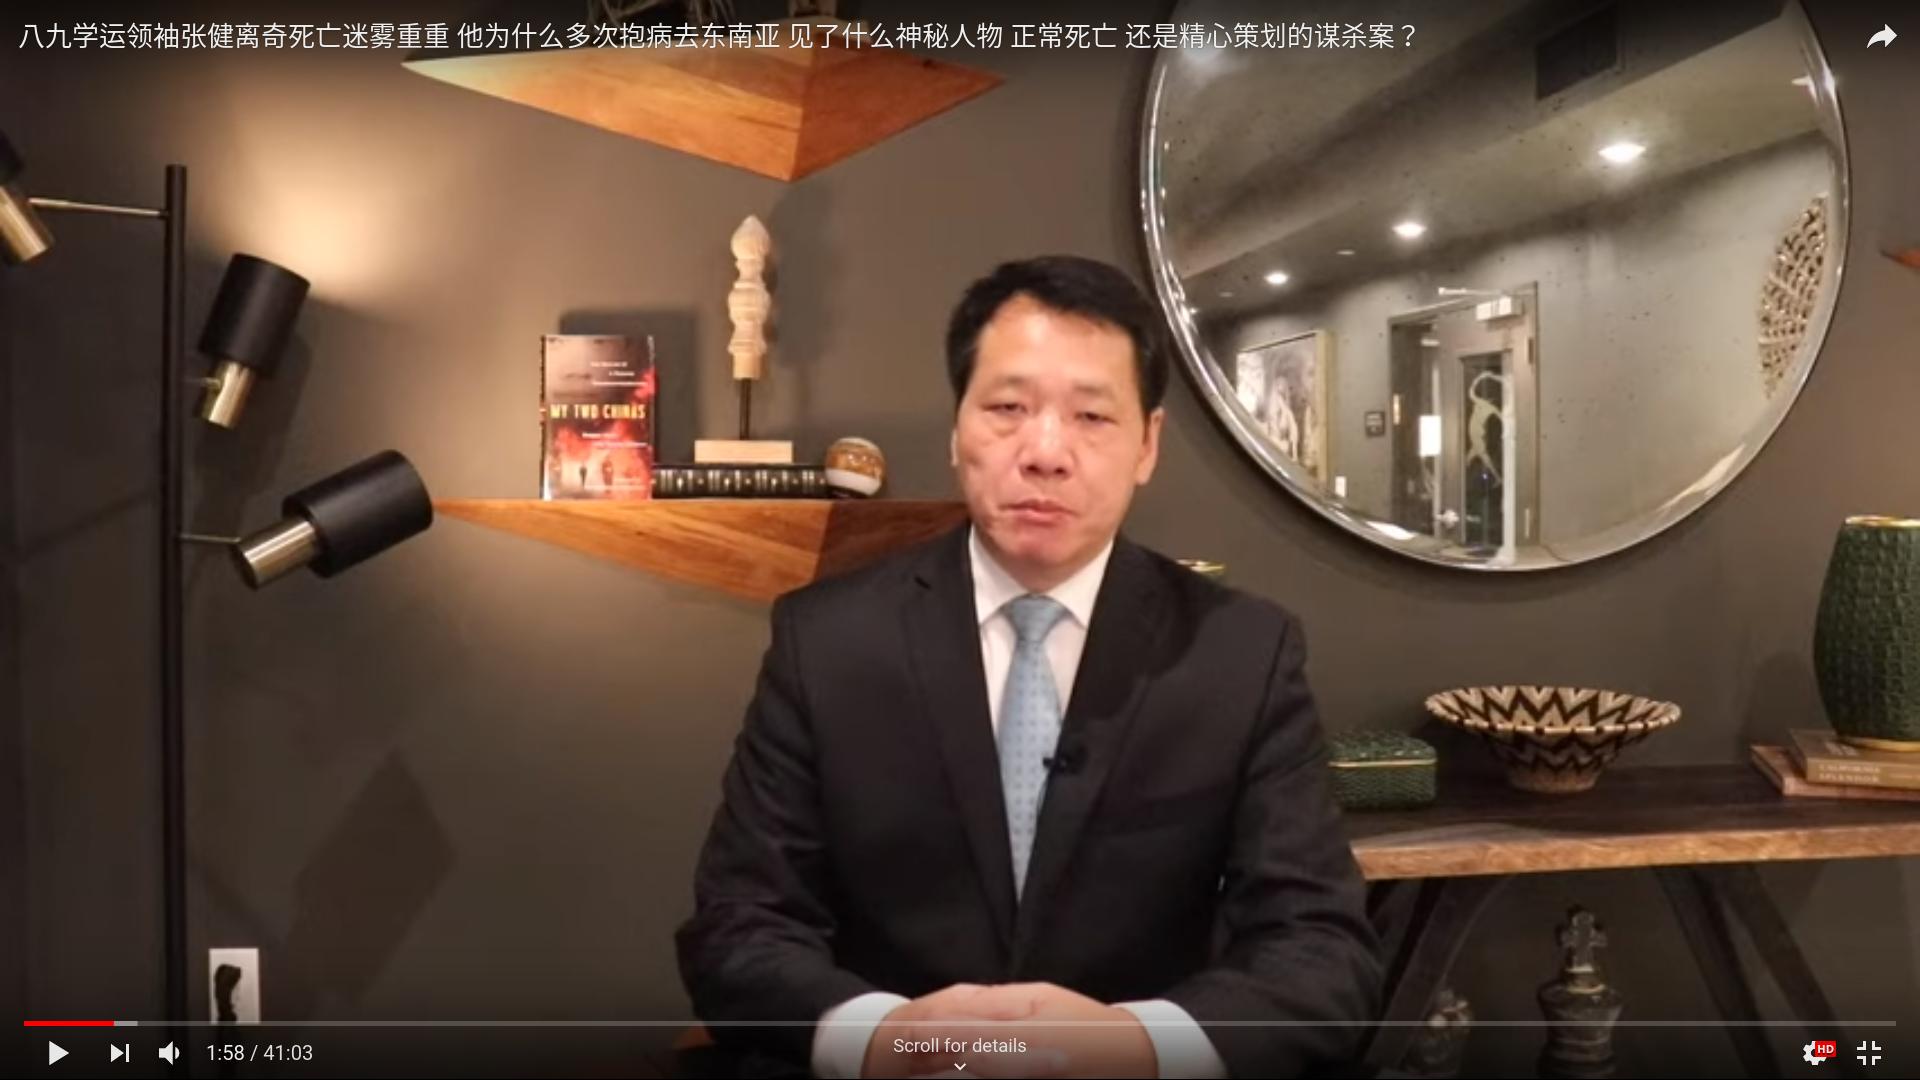 八九学运领袖张健离奇死亡迷雾重重 他为什么多次抱病去东南亚 见了什么神秘人物 正常死亡 还是精心策划的谋杀案？
MY TWO CHINAS
CALIFORNIA
SPLENDOR
1:58 / 41:03
Scroll for details
HD